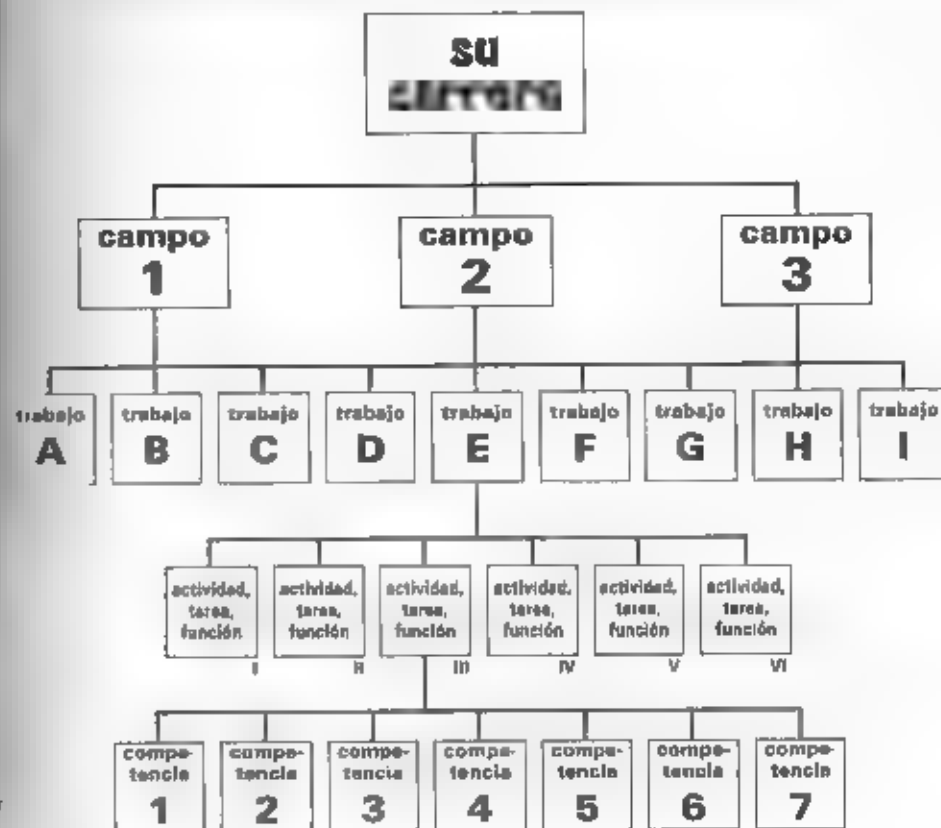 su
campo campo campo
1 2 3
trabajo trabajo trabajo trabajo trabajo trabajo trabajo trabajo trabajo
A B C D E F G H I
actividad, actividad, actividad, actividad, actividad, actividad,
tarea, tarea, tarea, tarea, tarea, tarea,
función función función función función función
I II III IV V VI
compe- compe- compe- compe- compe- compe- compe-
tencia tencia tencia tencia tencia tencia tencia
1 2 3 4 5 6 7